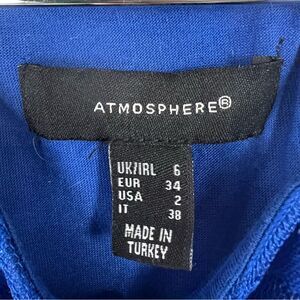 ATMOSPHERE®
UK/IRL 6
EUR 34
USA 2
IT 38
MADE IN
TURKEY